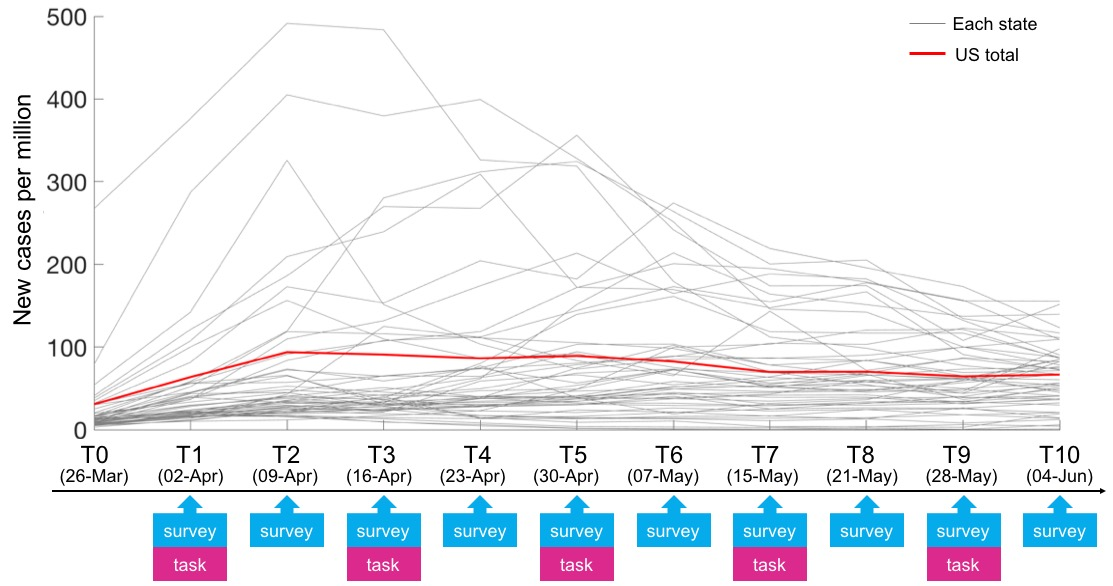 500
400
300
200
100
0
New cases per million
Each state
US total
T0 T1 T2 T3 T4 T5 T6 T7 T8 T9 T10
(26-Mar) (02-Apr) (09-Apr) (16-Apr) (23-Apr) (30-Apr) (07-May) (15-May) (21-May) (28-May) (04-Jun)
survey survey survey survey survey survey survey survey survey survey
task task task task task